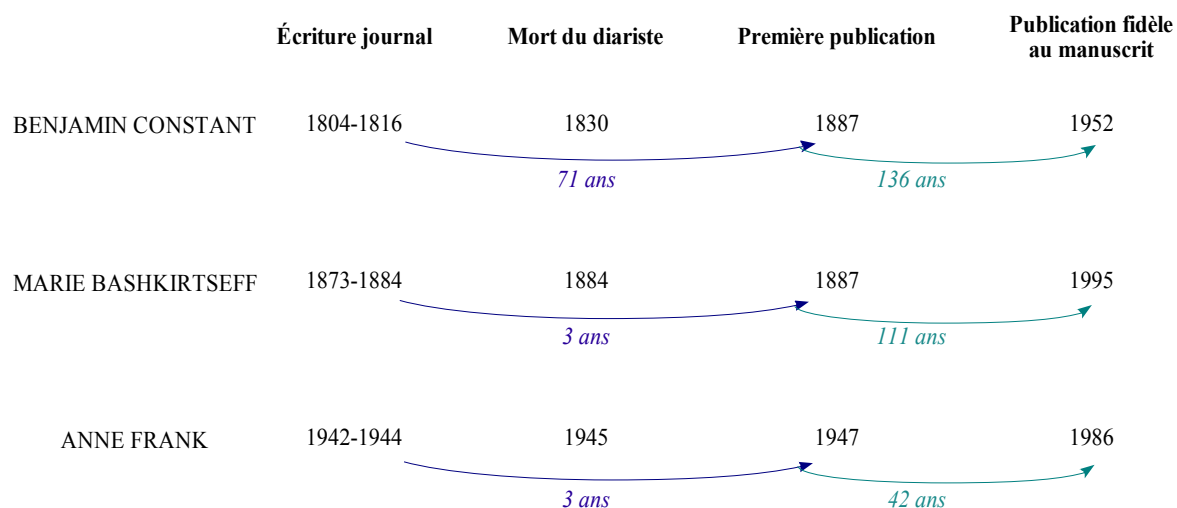 Écriture journal Mort du diariste Première publication Publication fidèle
au manuscrit
BENJAMIN CONSTANT 1804-1816 1830 1887 1952
71 ans 136 ans
MARIE BASHKIRTSEFF 1873-1884 1884 1887 1995
3 ans 111 ans
ANNE FRANK 1942-1944 1945 1947 1986
3 ans 42 ans